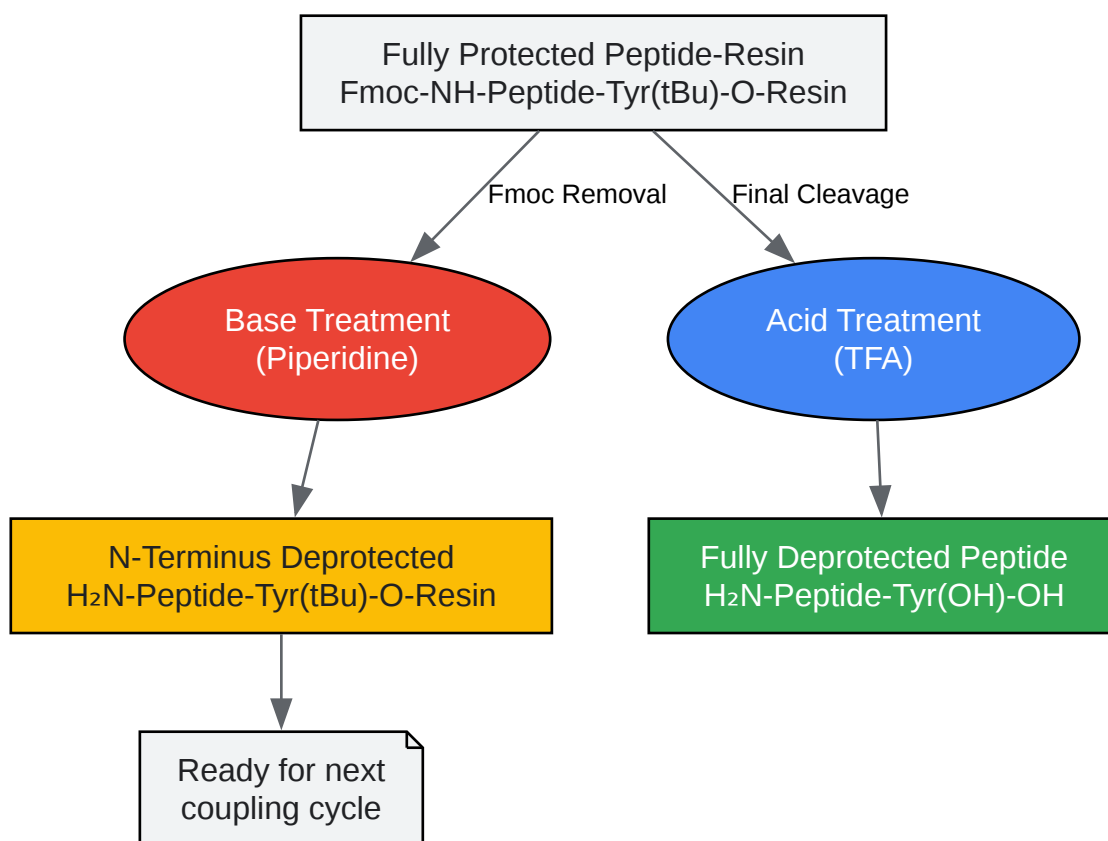 Fully Protected Peptide-Resin
Fmoc-NH-Peptide-Tyr(tBu)-O-Resin
Fmoc Removal
Final Cleavage
Base Treatment
(Piperidine)
Acid Treatment
(TFA)
N-Terminus Deprotected
H₂N-Peptide-Tyr(tBu)-O-Resin
Fully Deprotected Peptide
H₂N-Peptide-Tyr(OH)-OH
Ready for next
coupling cycle